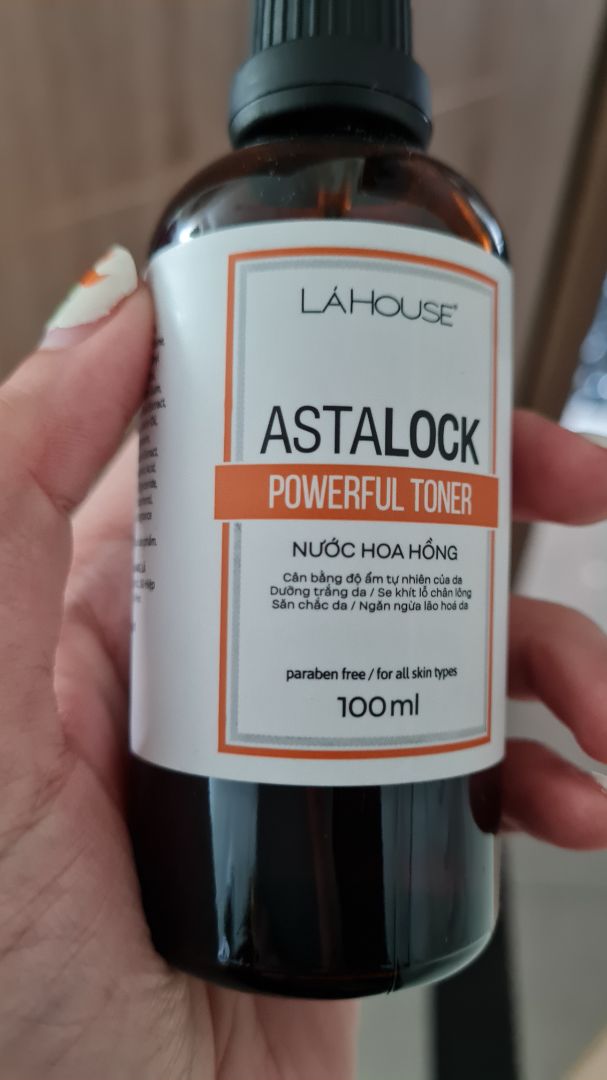 LÁHOUSE®
ASTALOCK
POWERFUL TONER
NƯỚC HOA HỒNG
Cân bằng độ ẩm tự nhiên của da
Dưỡng trắng da / Se khít lỗ chân lông
Săn chắc da / Ngăn ngừa lão hoá da
paraben free / for all skin types
100ml